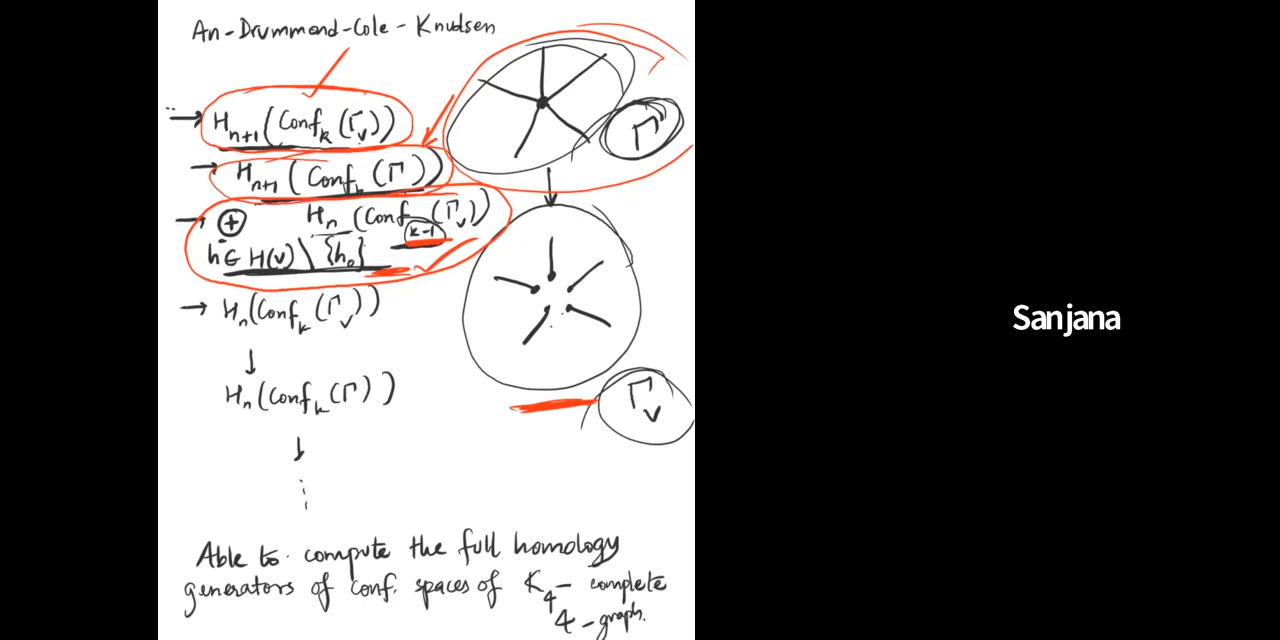 An-Drummond-Cole-Knudsen
→ H_{n+1}(Conf_k(Γ_v))
→ H_{n+1}(Conf_k(Γ))
→ ⊕ H_n(Conf_{k-1}(Γ_v))
h∈H(v)\{h_0}
→ H_n(Conf_k(Γ_v))
↓
H_n(Conf_k(Γ))
↓
⋮
Able to compute the full homology
generators of conf. spaces of K_4 - complete
4-graph.
Γ
Γ_v
Sanjana